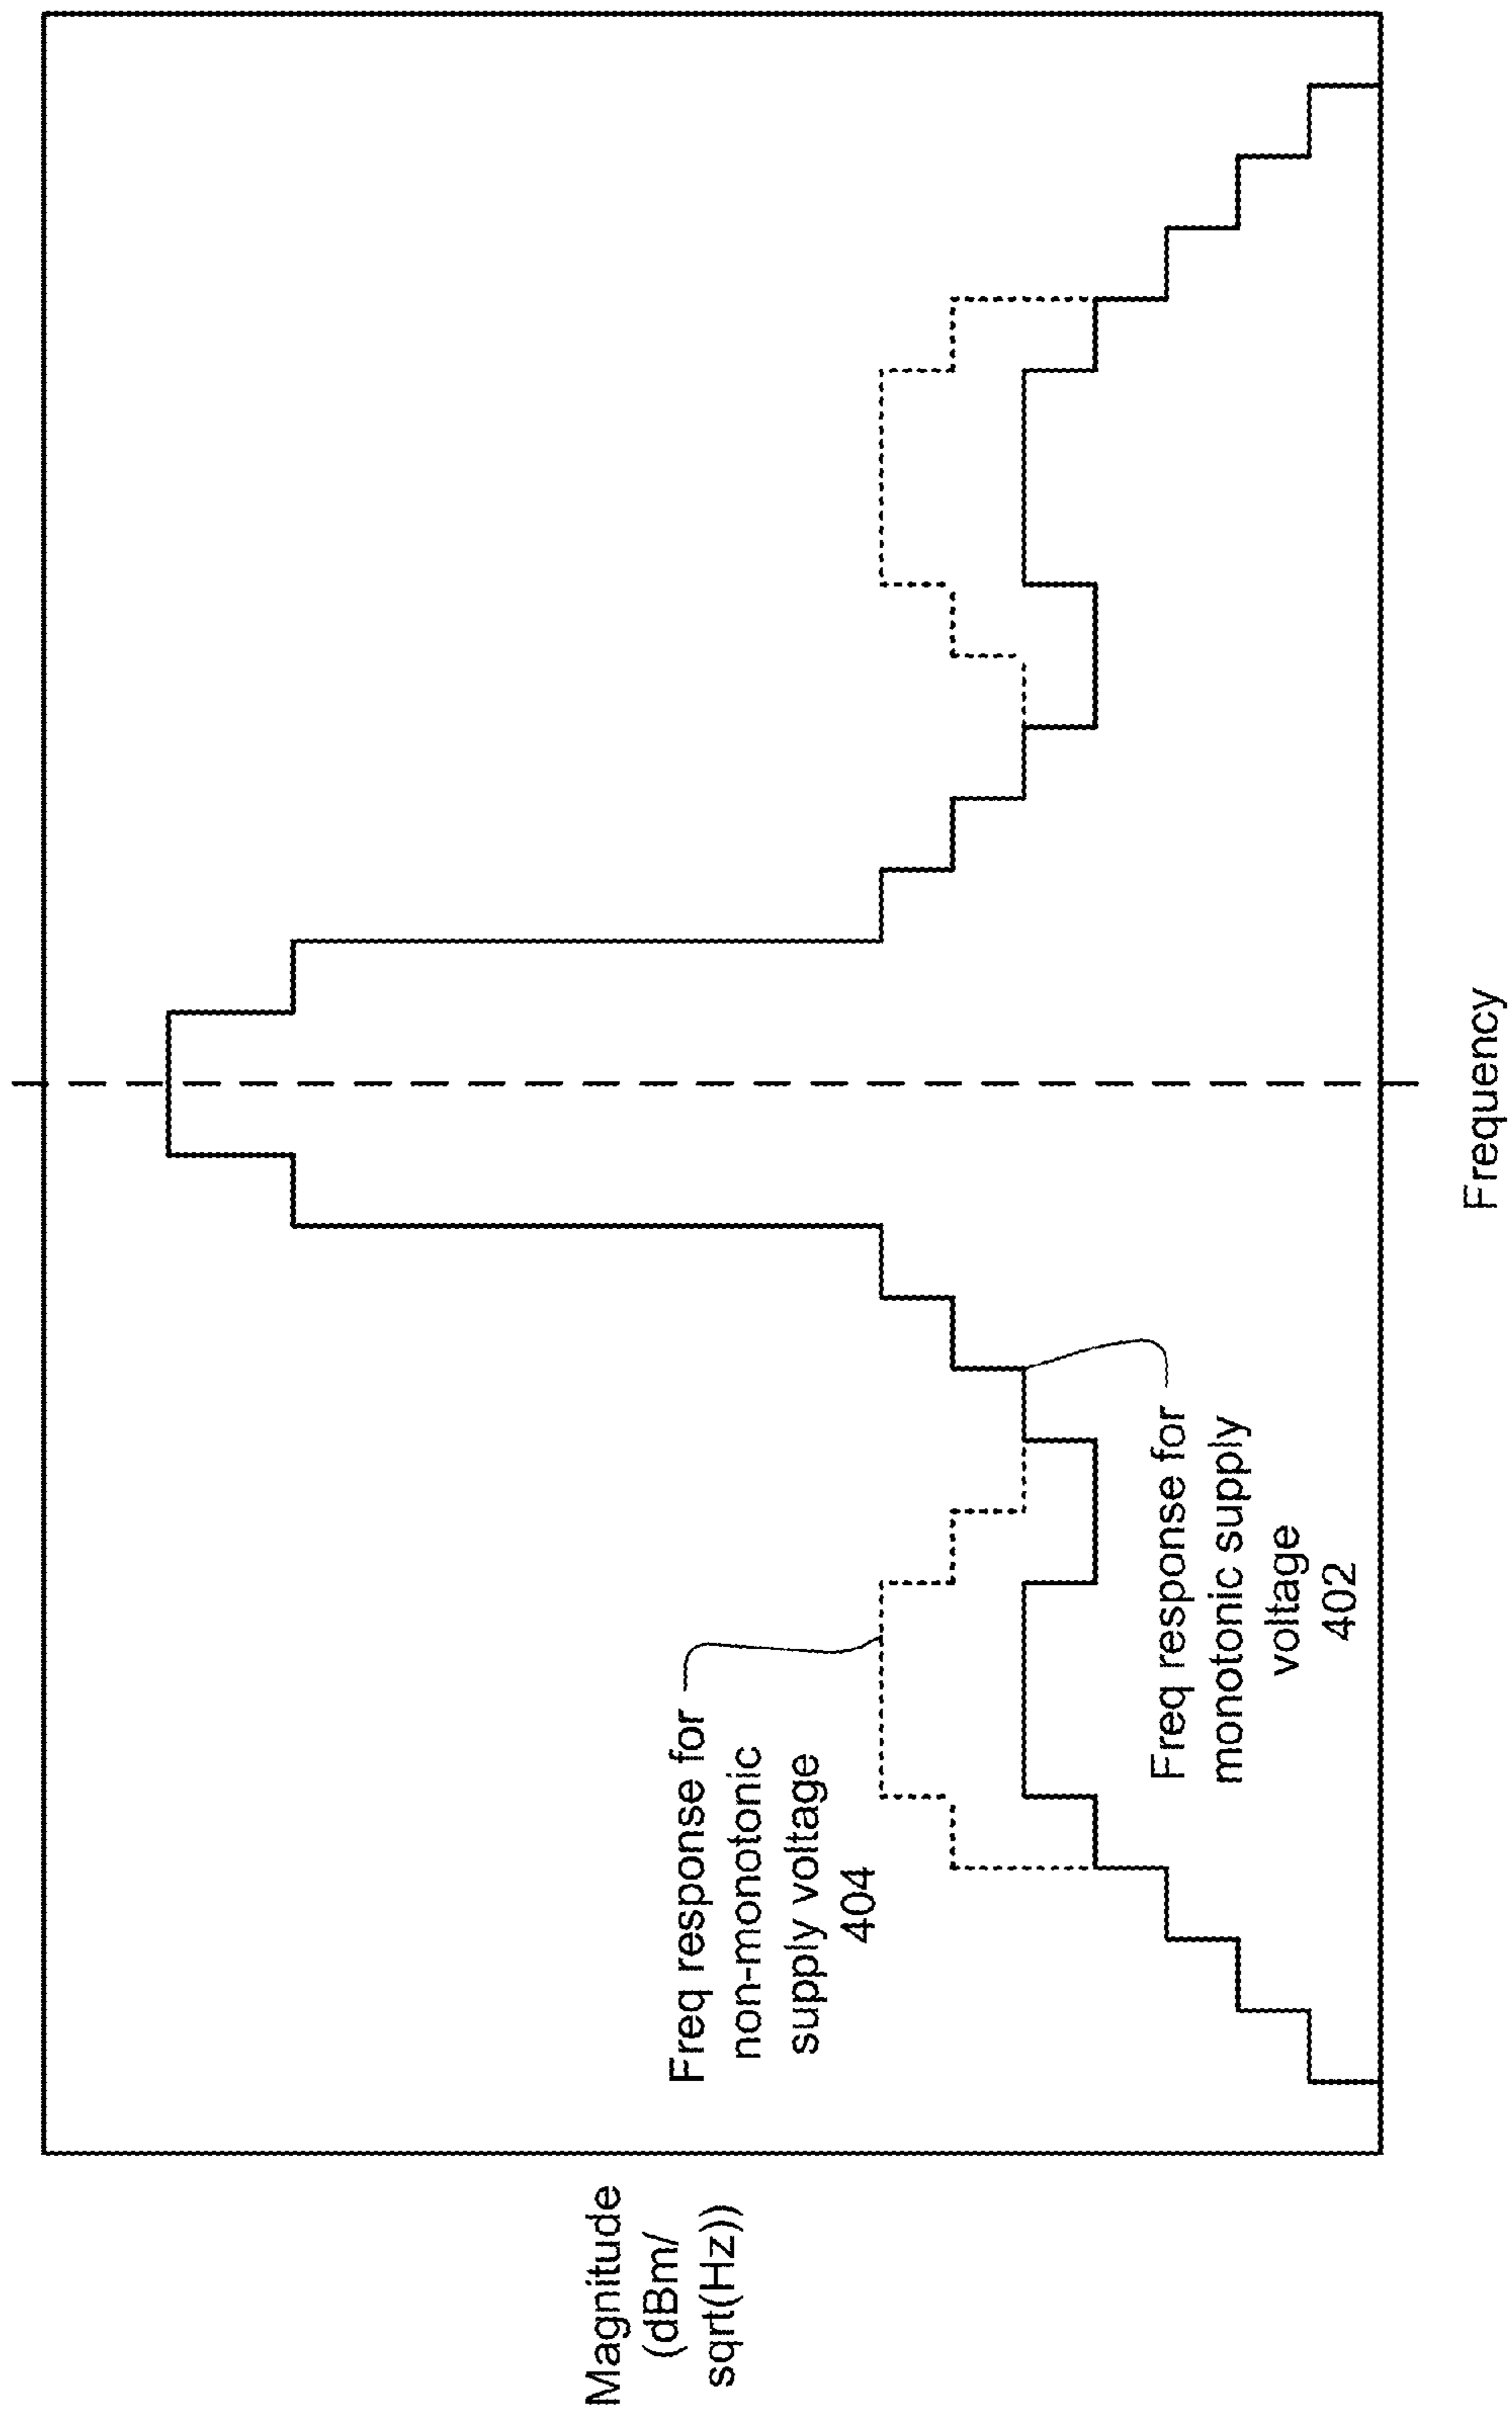 Magnitude
(dBm/
sqrt(Hz))
Freq response for
non-monotonic
supply voltage
404
Freq response for
monotonic supply
voltage
402
Frequency